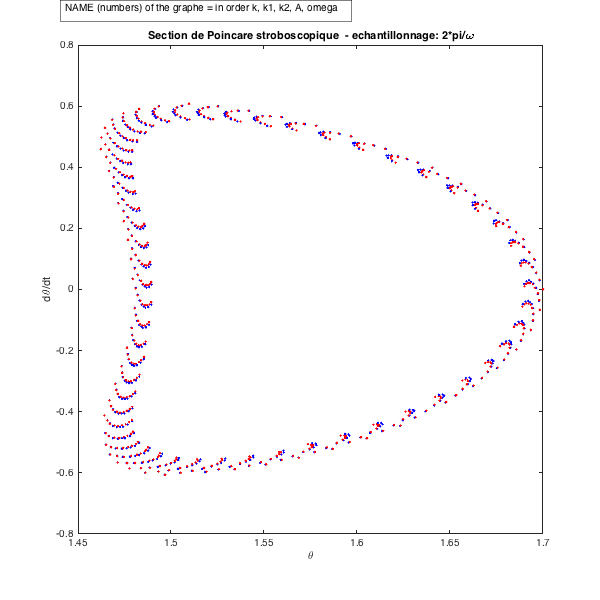 NAME (numbers) of the graphe = in order k, k1, k2, A, omega
Section de Poincare stroboscopique - echantillonnage: 2*pi/ω
0.8
0.6
0.4
0.2
0
-0.2
-0.4
-0.6
-0.8
dθ/dt
1.45 1.5 1.55 1.6 1.65 1.7
θ